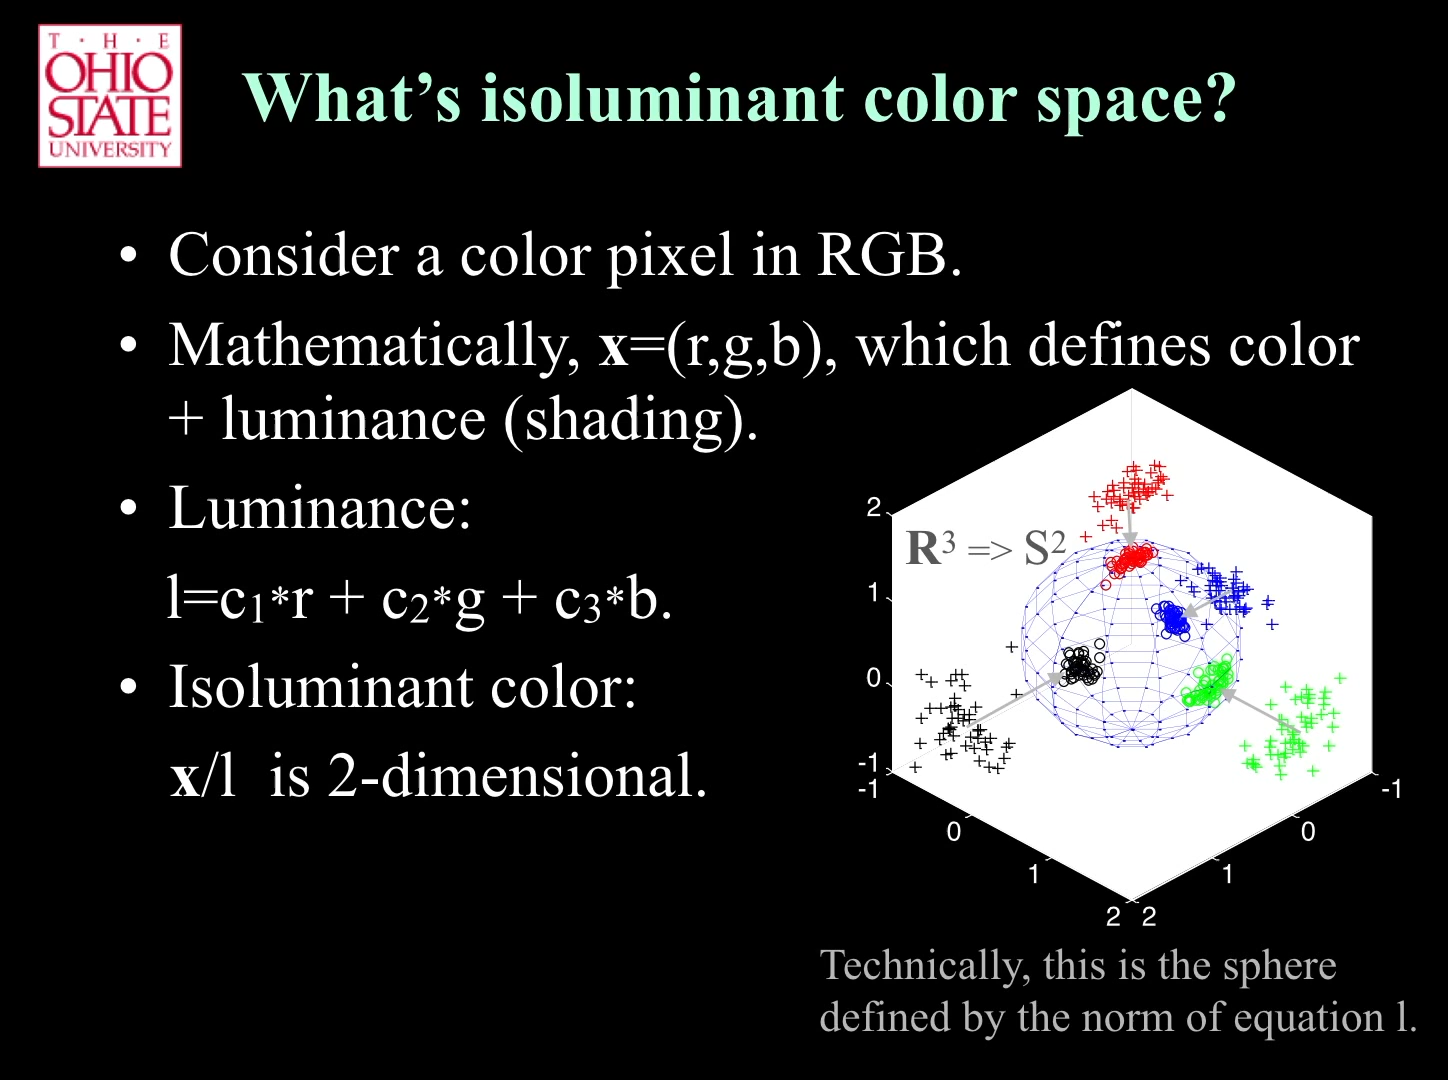 T · H · E
OHIO
STATE
UNIVERSITY
What’s isoluminant color space?
• Consider a color pixel in RGB.
• Mathematically, x=(r,g,b), which defines color
+ luminance (shading).
• Luminance:
l=c1*r + c2*g + c3*b.
• Isoluminant color:
x/l is 2-dimensional.
R3 => S2
2
1
0
-1
-1
0
1
2
2
1
0
-1
Technically, this is the sphere
defined by the norm of equation l.